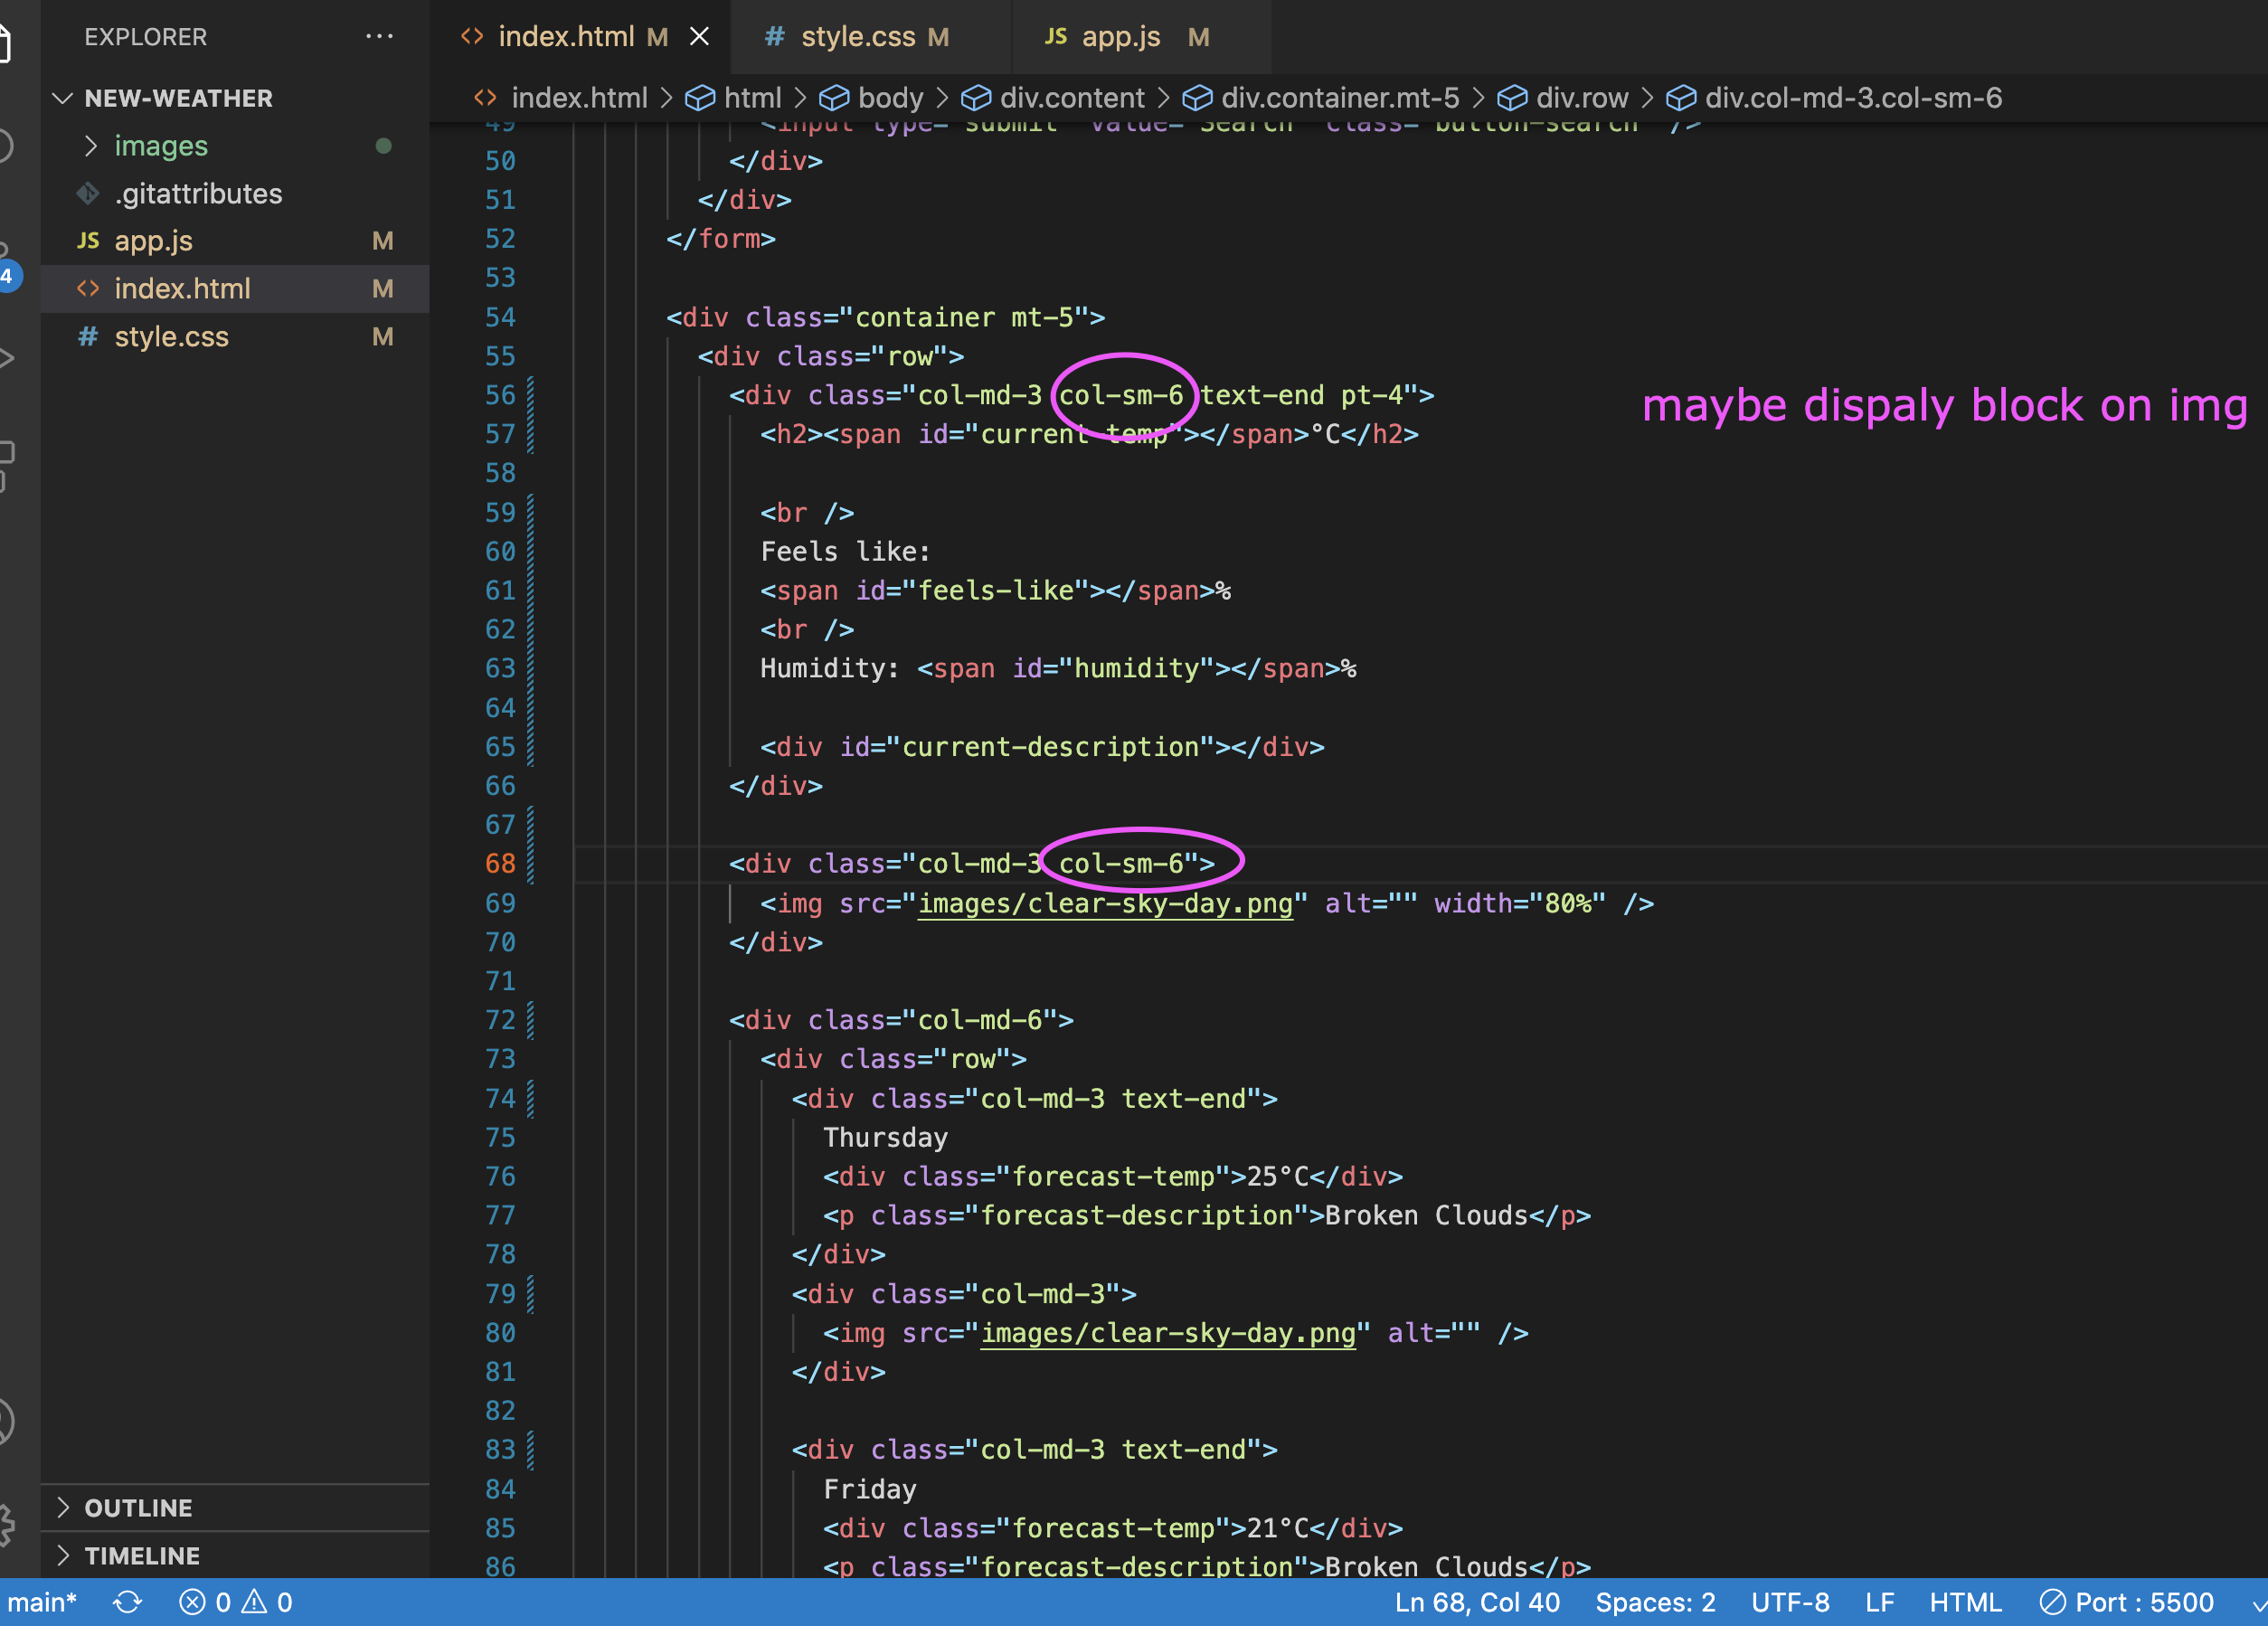 EXPLORER ...
NEW-WEATHER
images
.gitattributes
JS app.js M
<> index.html M
# style.css M
4
OUTLINE
TIMELINE
<> index.html M
# style.css M
JS app.js M
<> index.html > html > body > div.content > div.container.mt-5 > div.row > div.col-md-3.col-sm-6
49 <input type="submit" value="Search" class="button-search" />
50 </div>
51 </div>
52 </form>
53
54 <div class="container mt-5">
55 <div class="row">
56 <div class="col-md-3 col-sm-6 text-end pt-4">
maybe dispaly block on img
57 <h2><span id="current-temp"></span>°C</h2>
58
59 <br />
60 Feels like:
61 <span id="feels-like"></span>%
62 <br />
63 Humidity: <span id="humidity"></span>%
64
65 <div id="current-description"></div>
66 </div>
67
68 <div class="col-md-3 col-sm-6">
69 <img src="images/clear-sky-day.png" alt="" width="80%" />
70 </div>
71
72 <div class="col-md-6">
73 <div class="row">
74 <div class="col-md-3 text-end">
75 Thursday
76 <div class="forecast-temp">25°C</div>
77 <p class="forecast-description">Broken Clouds</p>
78 </div>
79 <div class="col-md-3">
80 <img src="images/clear-sky-day.png" alt="" />
81 </div>
82
83 <div class="col-md-3 text-end">
84 Friday
85 <div class="forecast-temp">21°C</div>
86 <p class="forecast-description">Broken Clouds</p>
main* 0 0 Ln 68, Col 40 Spaces: 2 UTF-8 LF HTML Port : 5500